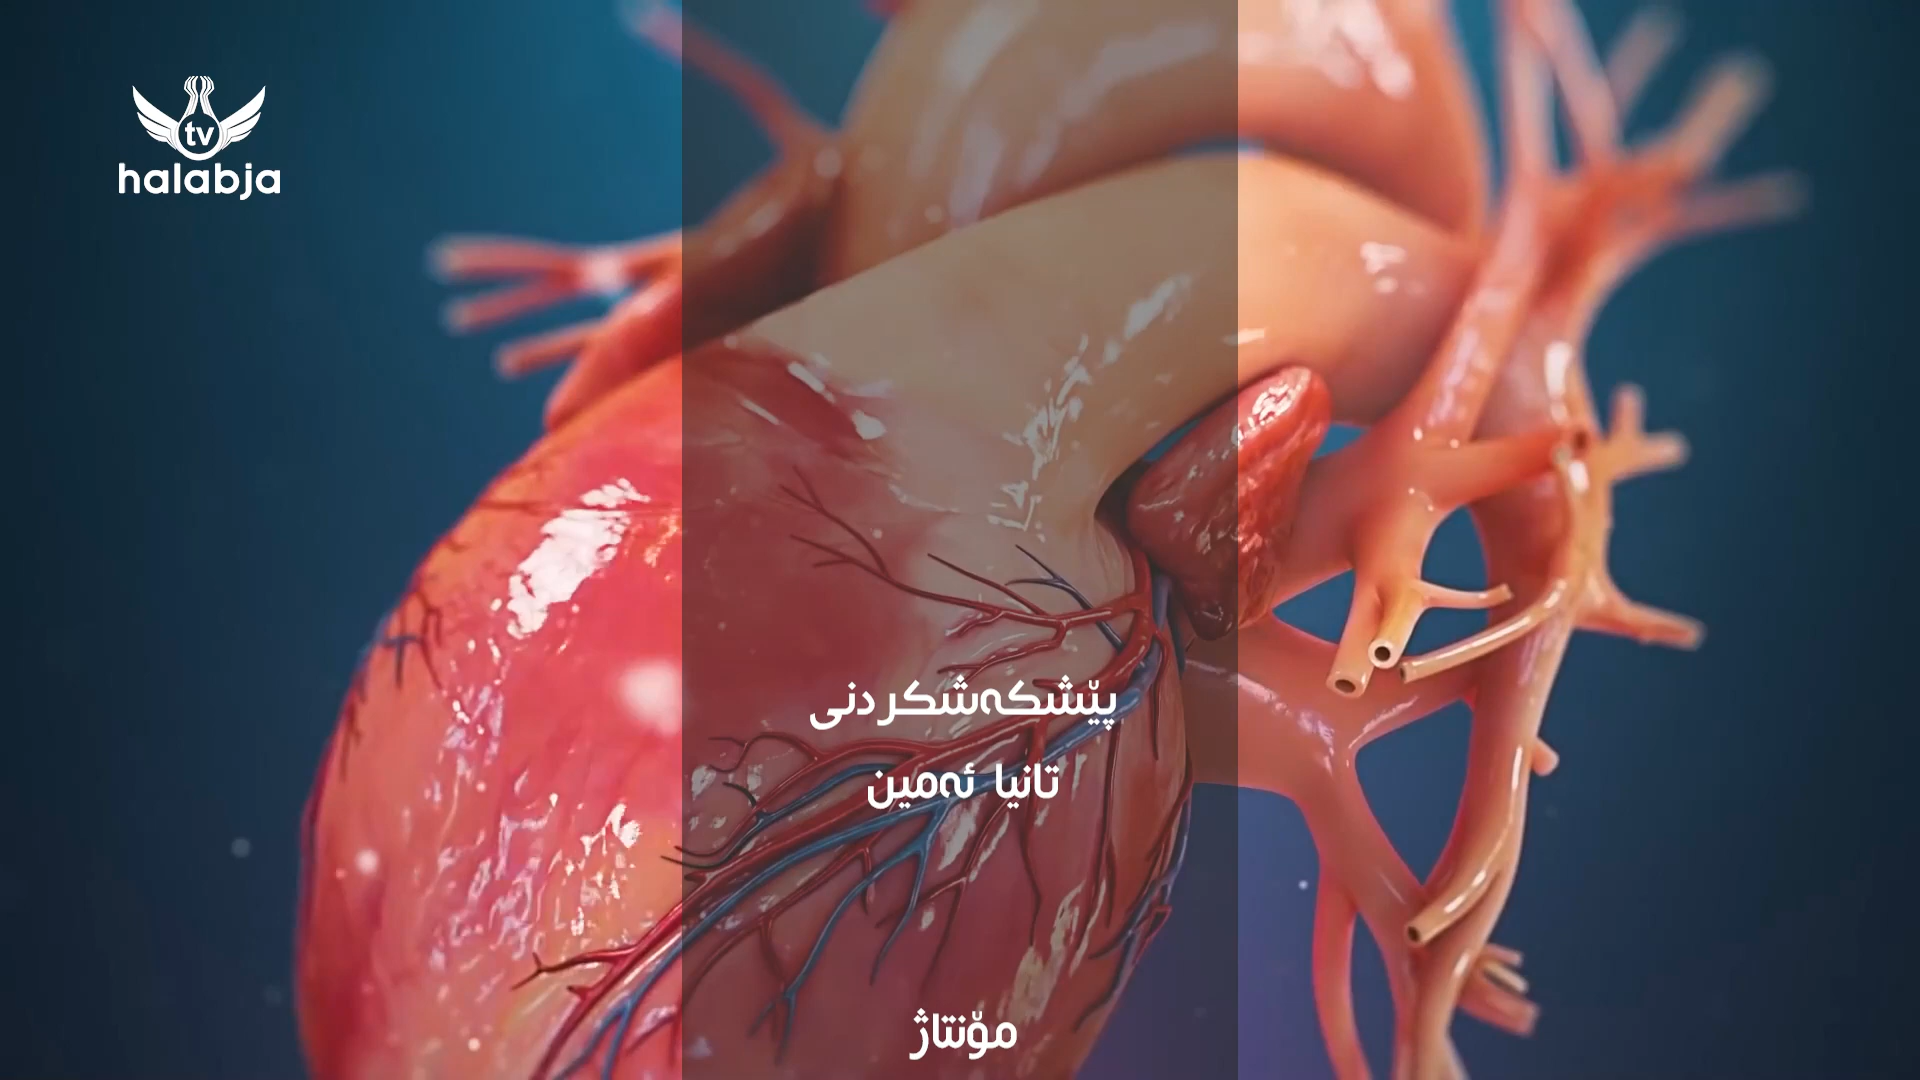 tv
halabja
پێشکەشکردنی
تانیا ئەمین
مۆنتاژ